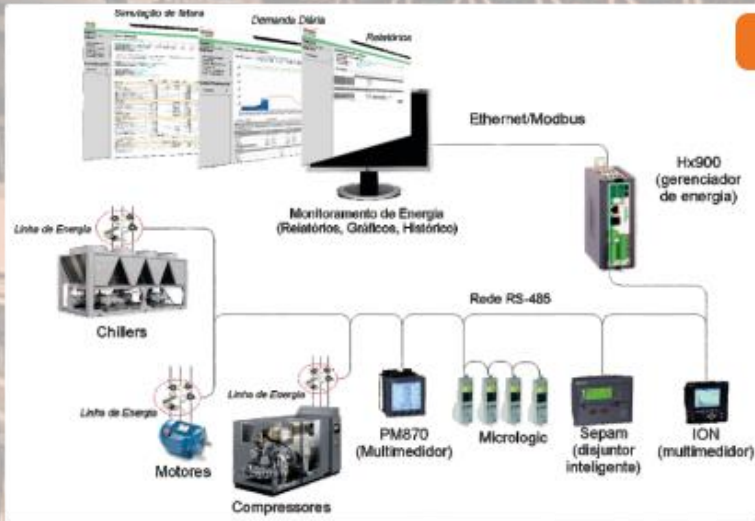 Simulação de fatura
Demanda Diária
Relatórios
Ethernet/Modbus
Hx900
(gerenciador
de energia)
Monitoramento de Energia
(Relatórios, Gráficos, Histórico)
Linha de Energia
Chillers
Rede RS-485
Linha de Energia
Motores
Linha de Energia
Compressores
PM870
(Multimedidor)
Micrologic
Sepam
(disjuntor
inteligente)
ION
(multimedidor)